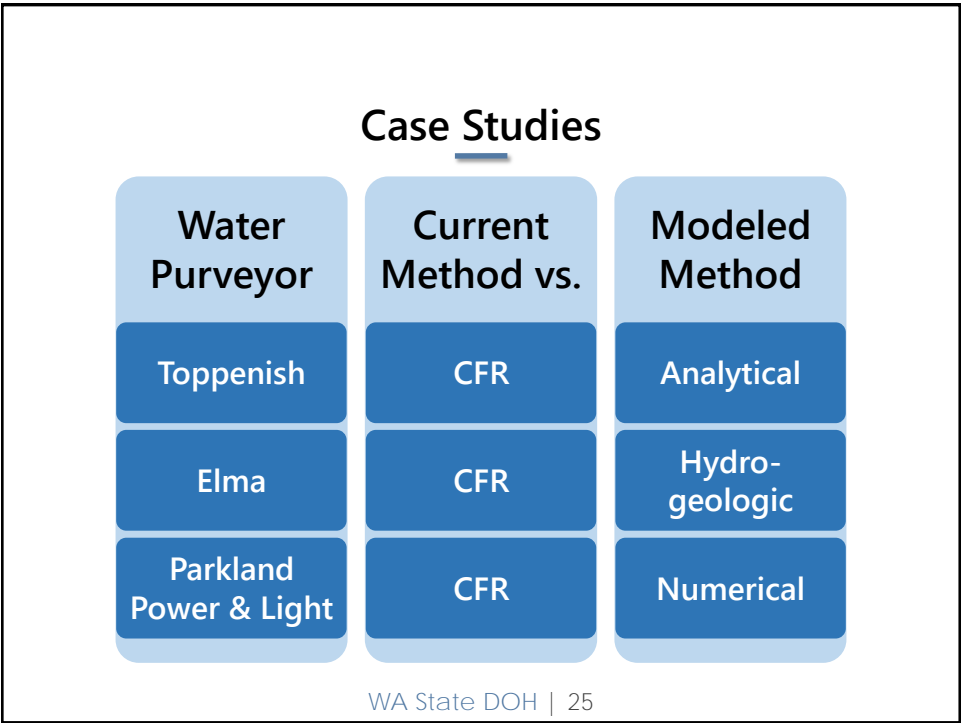 Case Studies
Water
Purveyor
Current
Method vs.
Modeled
Method
Toppenish
CFR
Analytical
Elma
CFR
Hydro-
geologic
Parkland
Power & Light
CFR
Numerical
WA State DOH | 25